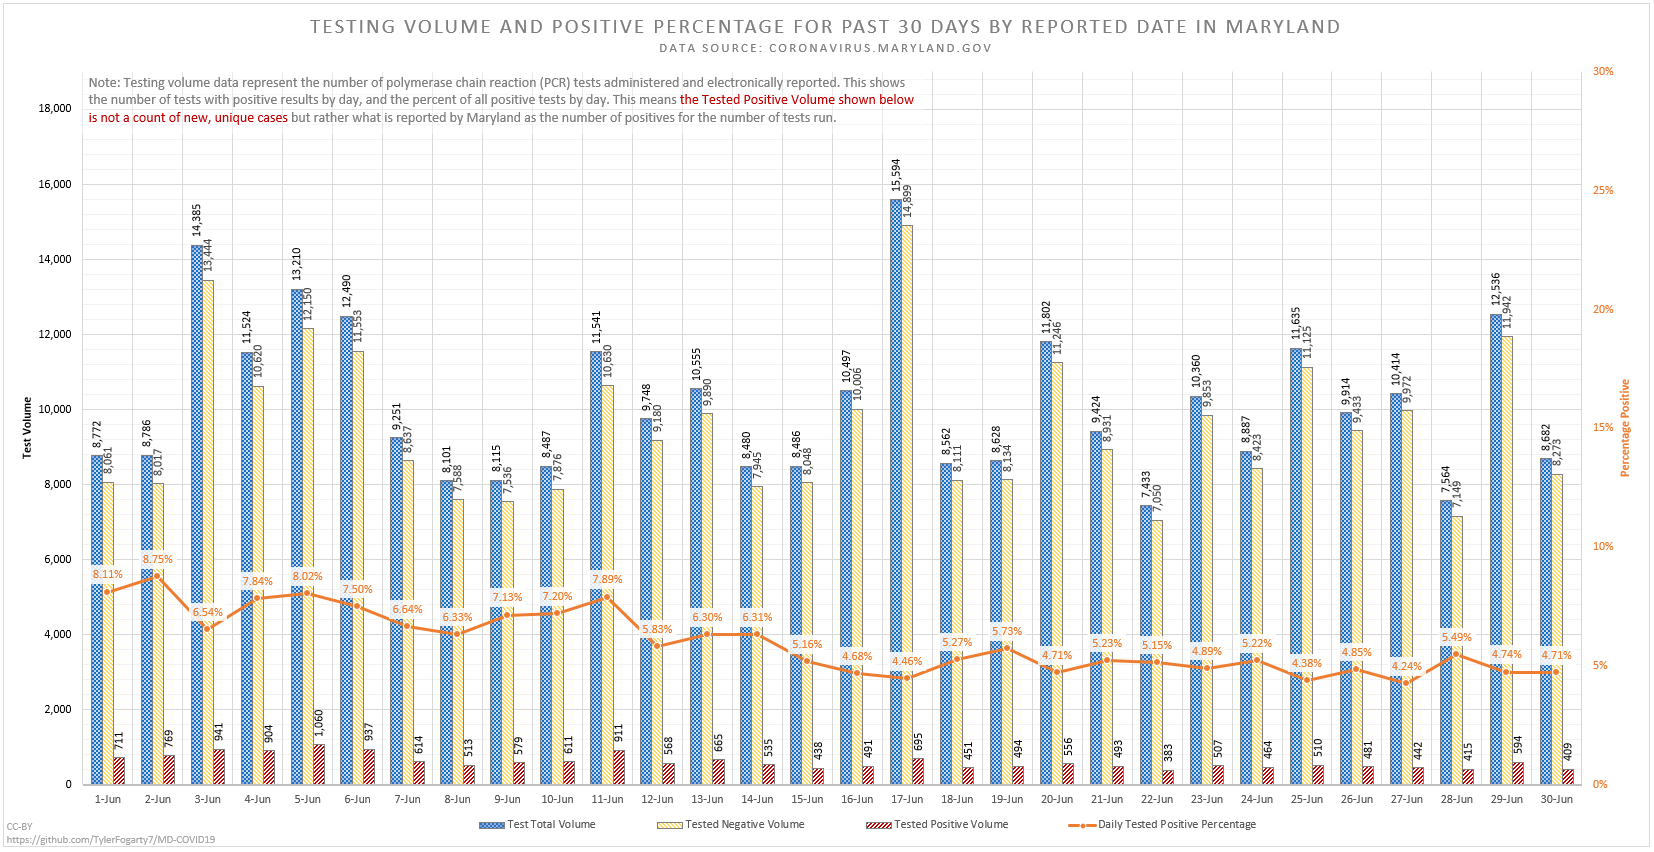 TESTING VOLUME AND POSITIVE PERCENTAGE FOR PAST 30 DAYS BY REPORTED DATE IN MARYLAND
DATA SOURCE: CORONAVIRUS.MARYLAND.GOV
Note: Testing volume data represent the number of polymerase chain reaction (PCR) tests administered and electronically reported. This shows
the number of tests with positive results by day, and the percent of all positive tests by day. This means the Tested Positive Volume shown below
is not a count of new, unique cases but rather what is reported by Maryland as the number of positives for the number of tests run.
Test Volume
18,000
16,000
14,000
12,000
10,000
8,000
6,000
4,000
2,000
0
30%
25%
20%
15%
10%
5%
0%
Percentage Positive
8,772 8,786 14,385 11,524 13,210 12,490 9,251 8,101 8,115 8,487 11,541 9,748 10,555 8,480 8,486 10,497 15,594 8,562 8,628 11,802 9,424 7,433 10,360 8,887 11,635 9,914 10,414 7,564 12,536 8,682
8,061 8,017 13,444 10,620 12,150 11,553 8,637 7,588 7,536 7,876 10,630 9,180 9,890 7,945 8,048 10,006 14,899 8,111 8,134 11,246 8,931 7,050 9,853 8,423 11,125 9,433 9,972 7,149 11,942 8,273
8.11% 8.75% 6.54% 7.84% 8.02% 7.50% 6.64% 6.33% 7.13% 7.20% 7.89% 5.83% 6.30% 6.31% 5.16% 4.68% 4.46% 5.27% 5.73% 4.71% 5.23% 5.15% 4.89% 5.22% 4.38% 4.85% 4.24% 5.49% 4.74% 4.71%
711 769 941 904 1,060 937 614 513 579 611 911 568 665 535 438 491 695 451 494 556 493 383 507 464 510 481 442 415 594 409
1-Jun 2-Jun 3-Jun 4-Jun 5-Jun 6-Jun 7-Jun 8-Jun 9-Jun 10-Jun 11-Jun 12-Jun 13-Jun 14-Jun 15-Jun 16-Jun 17-Jun 18-Jun 19-Jun 20-Jun 21-Jun 22-Jun 23-Jun 24-Jun 25-Jun 26-Jun 27-Jun 28-Jun 29-Jun 30-Jun
Test Total Volume Tested Negative Volume Tested Positive Volume Daily Tested Positive Percentage
CC-BY
https://github.com/TylerFogarty7/MD-COVID19